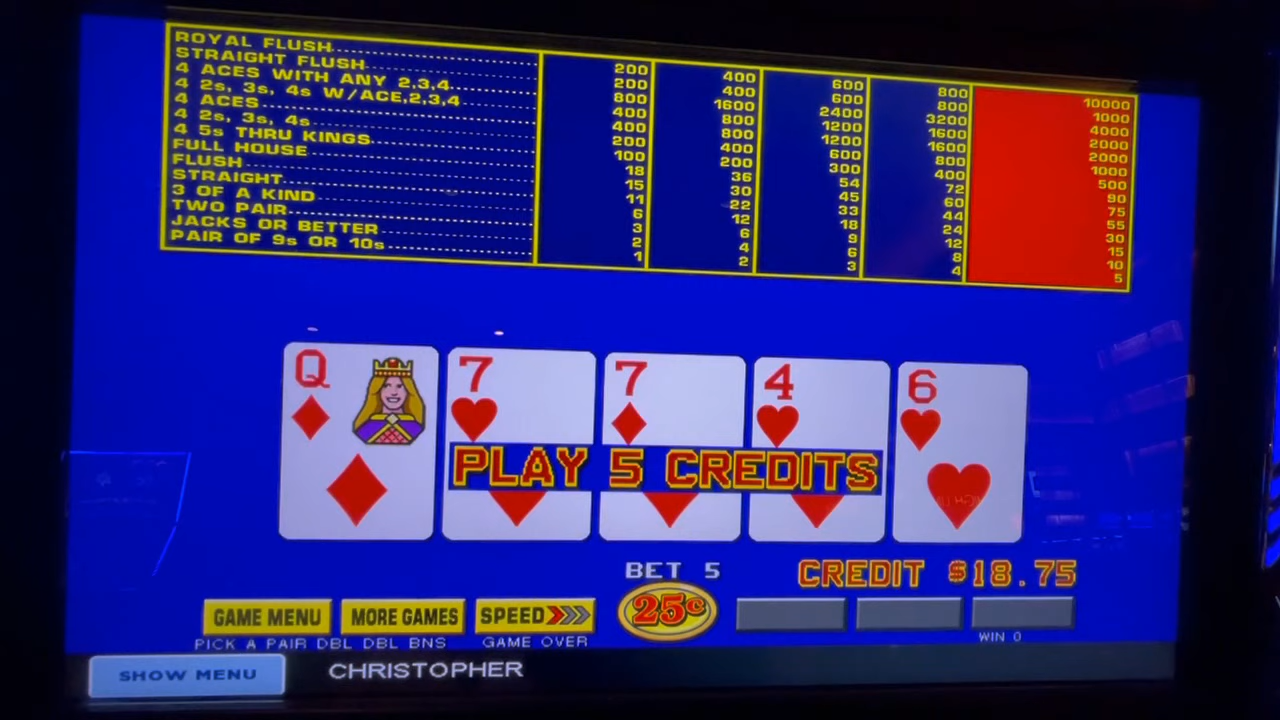 ROYAL FLUSH 200 400 600 800 10000
STRAIGHT FLUSH 200 400 600 800 1000
4 ACES WITH ANY 2,3,4 800 1600 2400 3200 4000
4 2s, 3s, 4s W/ACE,2,3,4 400 800 1200 1600 2000
4 ACES 400 800 1200 1600 2000
4 2s, 3s, 4s 200 400 600 800 1000
4 5s THRU KINGS 100 200 300 400 500
FULL HOUSE 18 36 54 72 90
FLUSH 15 30 45 60 75
STRAIGHT 11 22 33 44 55
3 OF A KIND 6 12 18 24 30
TWO PAIR 3 6 9 12 15
JACKS OR BETTER 2 4 6 8 10
PAIR OF 9s OR 10s 1 2 3 4 5
Q 7 7 4 6
PLAY 5 CREDITS
BET 5 CREDIT $18.75
GAME MENU MORE GAMES SPEED 25¢
PICK A PAIR DBL DBL BNS GAME OVER WIN 0
SHOW MENU CHRISTOPHER